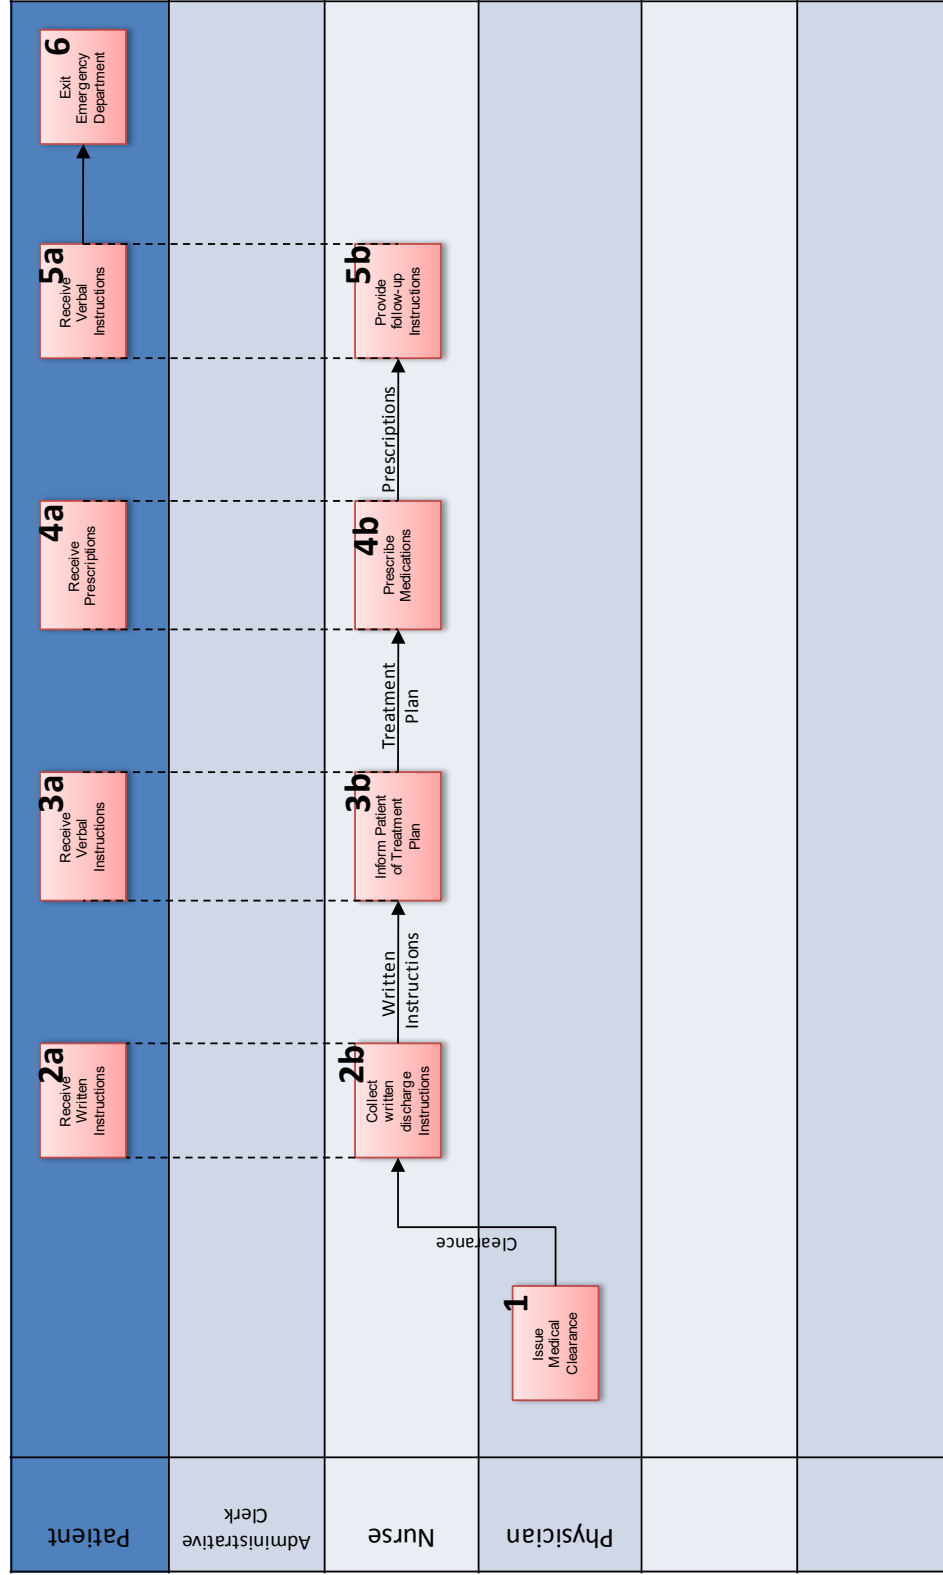 Patient
2a
Receive
Written
Instructions
3a
Receive
Verbal
Instructions
4a
Receive
Prescriptions
5a
Receive
Verbal
Instructions
6
Exit
Emergency
Department
Administrative
Clerk
Nurse
2b
Collect
written
discharge
Instructions
Written
Instructions
3b
Inform Patient
of Treatment
Plan
Treatment
Plan
4b
Prescribe
Medications
Prescriptions
5b
Provide
follow-up
Instructions
Physician
1
Issue
Medical
Clearance
Clearance